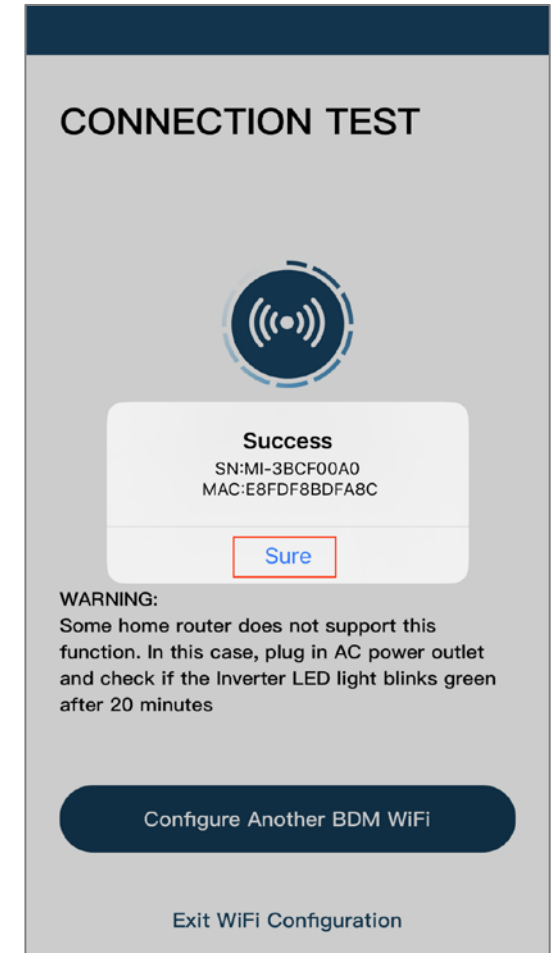 CONNECTION TEST
Success
SN:MI-3BCF00A0
MAC:E8FDF8BDFA8C
Sure
WARNING:
Some home router does not support this
function. In this case, plug in AC power outlet
and check if the Inverter LED light blinks green
after 20 minutes
Configure Another BDM WiFi
Exit WiFi Configuration